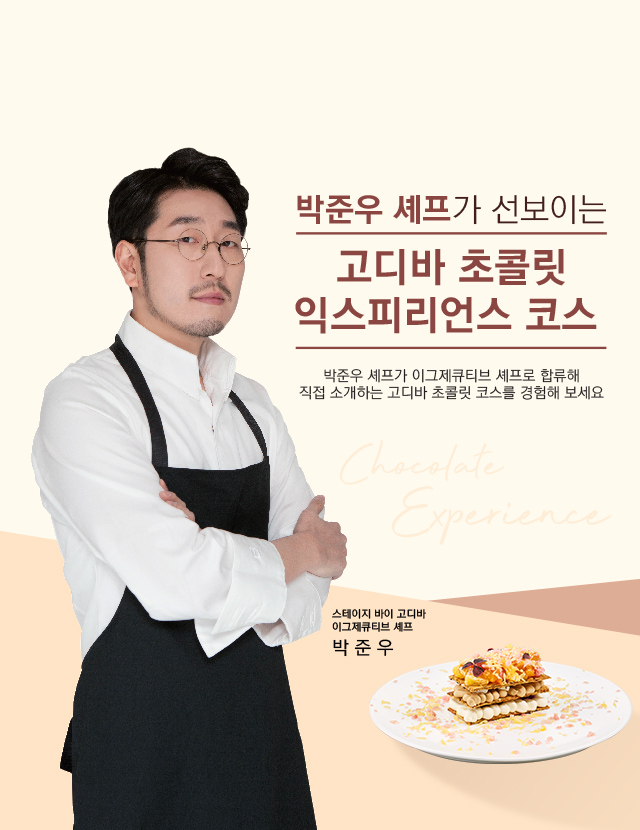 박준우 셰프가 선보이는
고디바 초콜릿
익스피리언스 코스
박준우 셰프가 이그제큐티브 셰프로 합류해
직접 소개하는 고디바 초콜릿 코스를 경험해 보세요
Chocolate
Experience
스테이지 바이 고디바
이그제큐티브 셰프
박준우